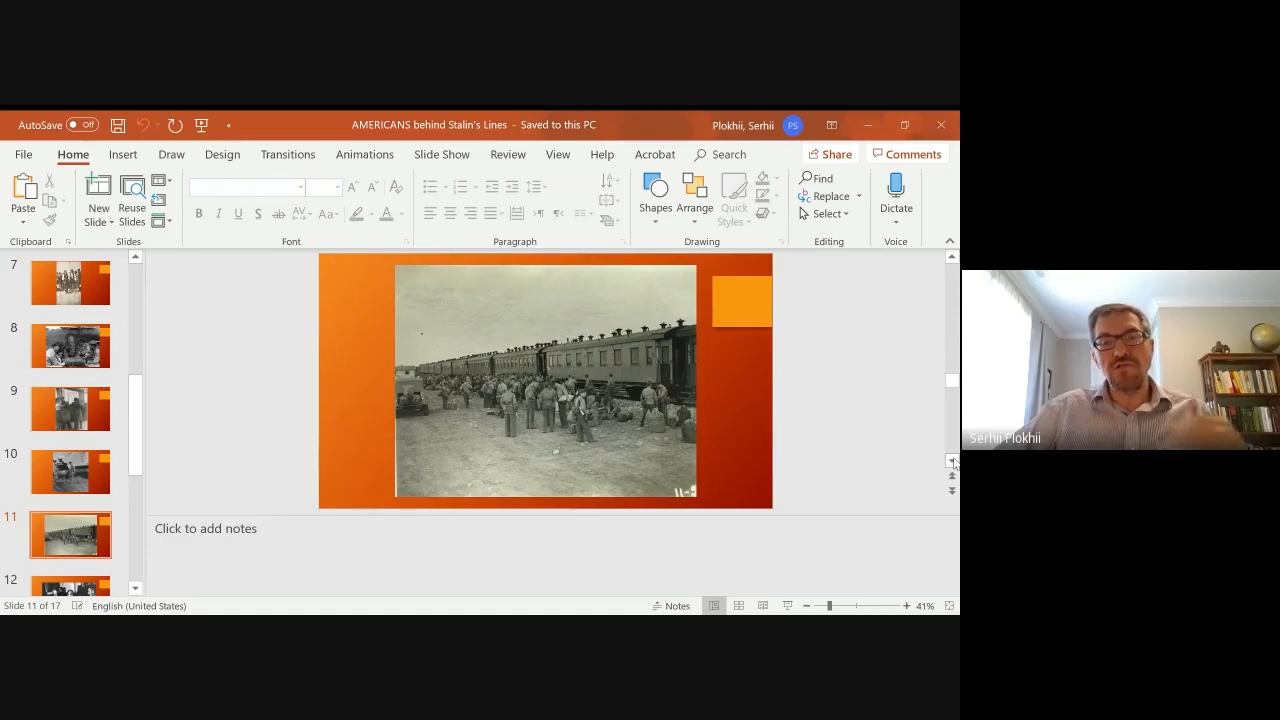 AutoSave Off
AMERICANS behind Stalin's Lines - Saved to this PC
Plokhii, Serhii PS
File Home Insert Draw Design Transitions Animations Slide Show Review View Help Acrobat Search Share Comments
Paste
New Slide
Reuse Slides
B I U S ab AV Aa A
Shapes
Arrange
Quick Styles
Find
Replace
Select
Dictate
Clipboard Slides Font Paragraph Drawing Editing Voice
7
8
9
10
11
12
Serhii Plokhii
Click to add notes
Slide 11 of 17 English (United States) Notes 41%